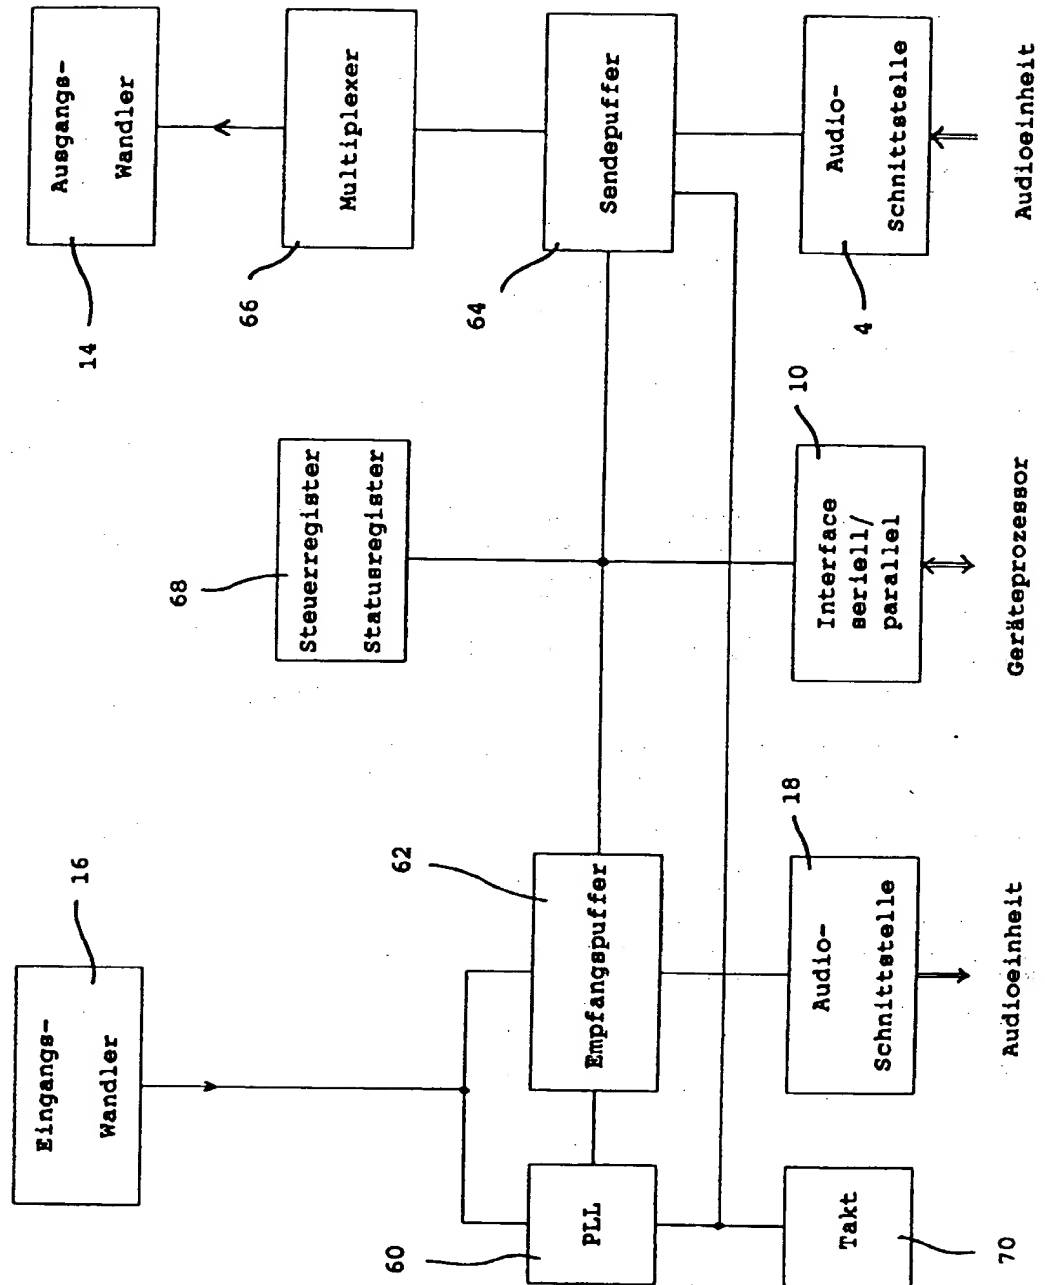 Eingangs-
Wandler
16
Ausgangs-
Wandler
14
Steuerregister
Statusregister
68
Multiplexer
66
PLL
60
Empfangspuffer
62
Sendepuffer
64
Takt
70
Audio-
Schnittstelle
18
Interface
seriell/
parallel
10
Audio-
Schnittstelle
4
Audioeinheit
Geräteprozessor
Audioeinheit